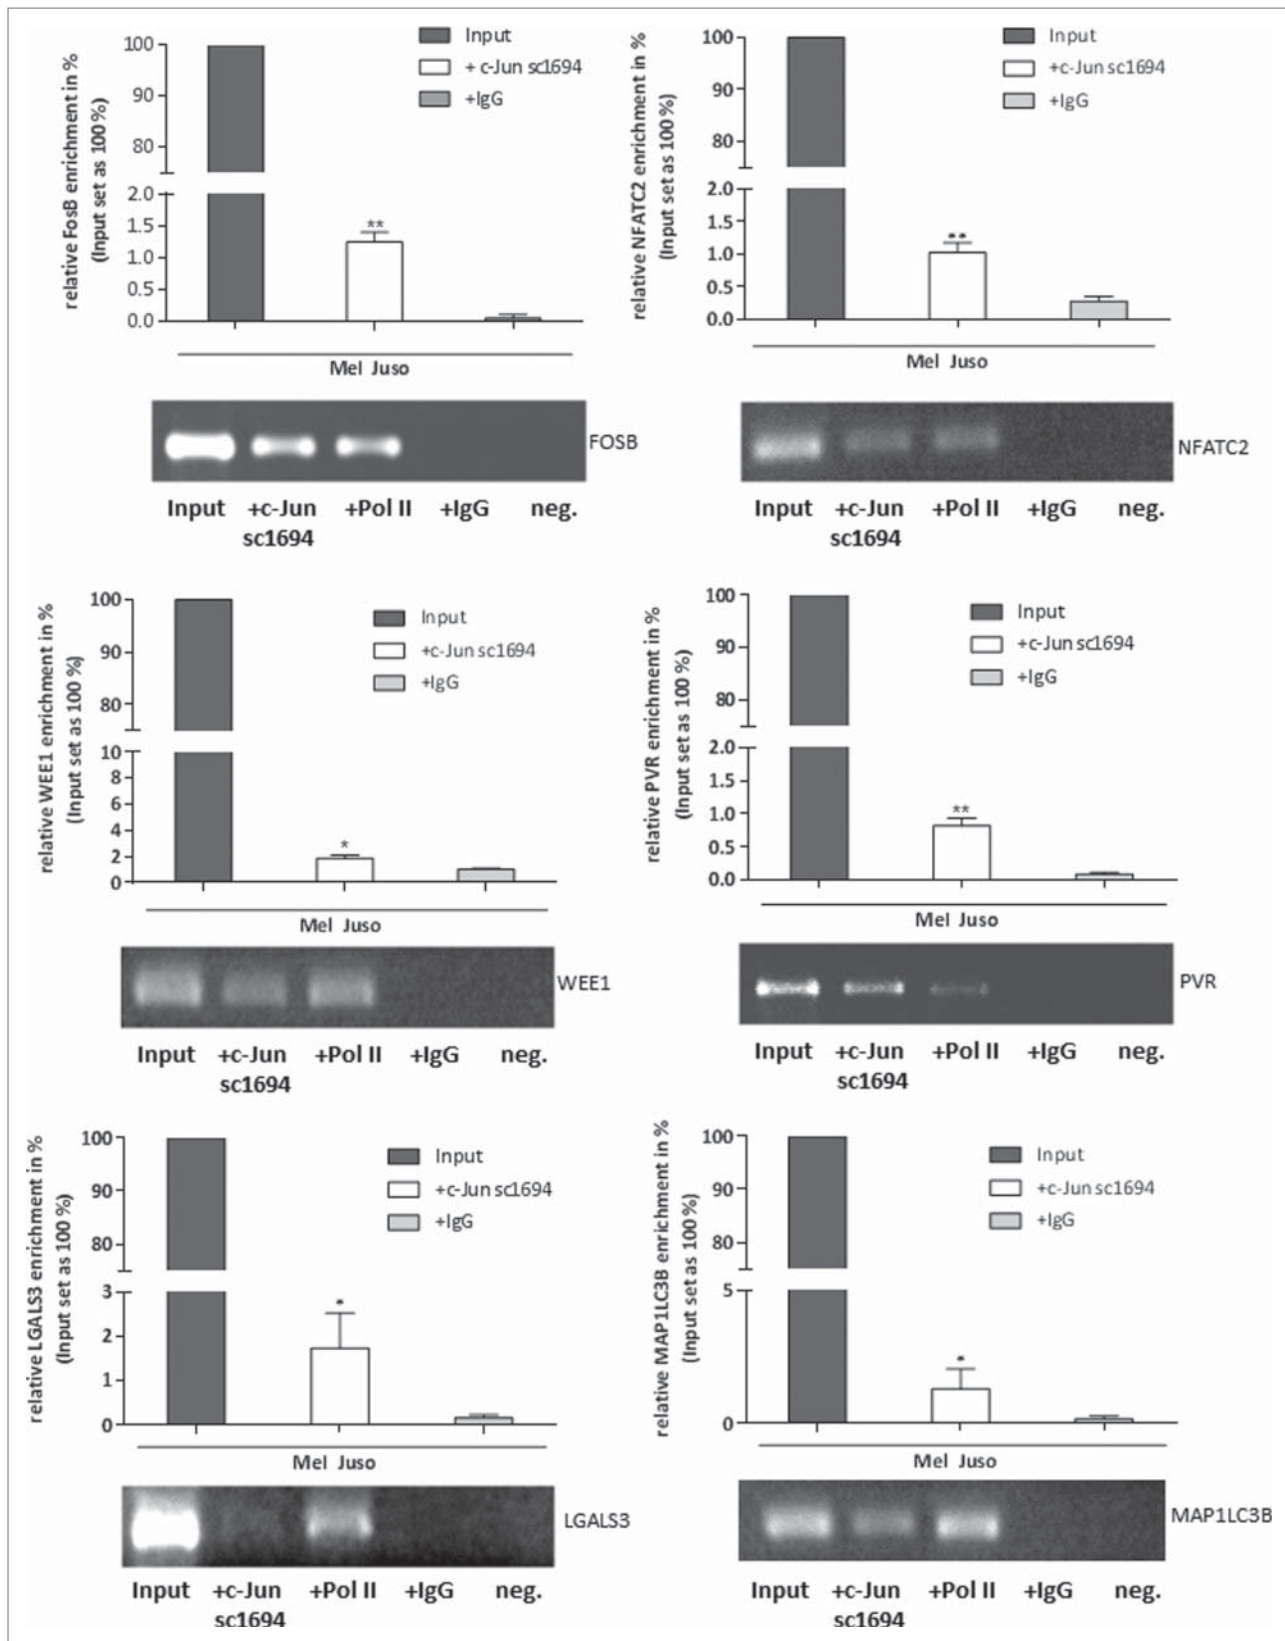 relative FosB enrichment in %
(Input set as 100 %)
100
90
80
2.0
1.5
1.0
0.5
0.0
Input
+ c-Jun sc1694
+IgG
**
Mel Juso
FOSB
Input +c-Jun +Pol II +IgG neg.
sc1694
relative NFATC2 enrichment in %
(Input set as 100 %)
100
90
80
2.0
1.5
1.0
0.5
0.0
Input
+c-Jun sc1694
+IgG
**
Mel Juso
NFATC2
Input +c-Jun +Pol II +IgG neg.
sc1694
relative WEE1 enrichment in %
(Input set as 100 %)
100
90
80
10
8
6
4
2
0
Input
+c-Jun sc1694
+IgG
*
Mel Juso
WEE1
Input +c-Jun +Pol II +IgG neg.
sc1694
relative PVR enrichment in %
(Input set as 100 %)
100
90
80
2.0
1.5
1.0
0.5
0.0
Input
+c-Jun sc1694
+IgG
**
Mel Juso
PVR
Input +c-Jun +Pol II +IgG neg.
sc1694
relative LGALS3 enrichment in %
(Input set as 100 %)
100
90
80
3
2
1
0
Input
+c-Jun sc1694
+IgG
*
Mel Juso
LGALS3
Input +c-Jun +Pol II +IgG neg.
sc1694
relative MAP1LC3B enrichment in %
(Input set as 100 %)
100
90
80
5
0
Input
+c-Jun sc1694
+IgG
*
Mel Juso
MAP1LC3B
Input +c-Jun +Pol II +IgG neg.
sc1694